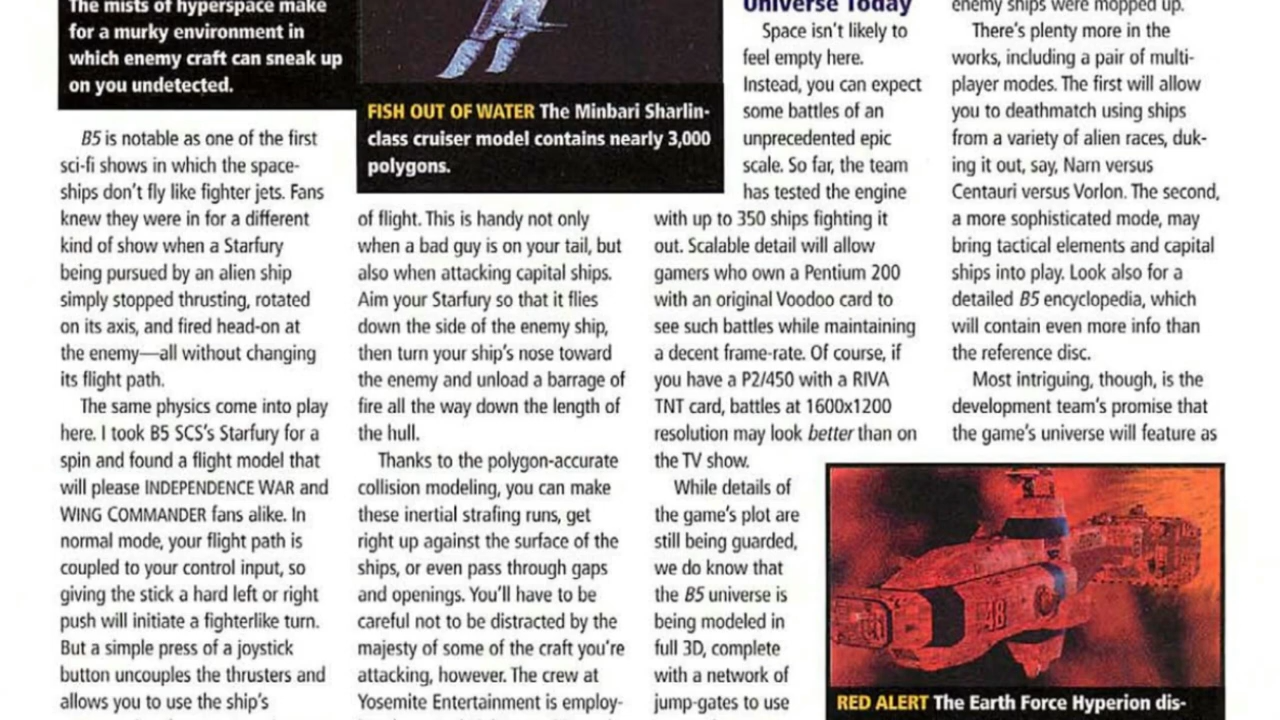 The mists of hyperspace make
for a murky environment in
which enemy craft can sneak up
on you undetected.
B5 is notable as one of the first
sci-fi shows in which the space-
ships don't fly like fighter jets. Fans
knew they were in for a different
kind of show when a Starfury
being pursued by an alien ship
simply stopped thrusting, rotated
on its axis, and fired head-on at
the enemy—all without changing
its flight path.
The same physics come into play
here. I took B5 SCS's Starfury for a
spin and found a flight model that
will please INDEPENDENCE WAR and
WING COMMANDER fans alike. In
normal mode, your flight path is
coupled to your control input, so
giving the stick a hard left or right
push will initiate a fighterlike turn.
But a simple press of a joystick
button uncouples the thrusters and
allows you to use the ship's
FISH OUT OF WATER The Minbari Sharlin-
class cruiser model contains nearly 3,000
polygons.
of flight. This is handy not only
when a bad guy is on your tail, but
also when attacking capital ships.
Aim your Starfury so that it flies
down the side of the enemy ship,
then turn your ship's nose toward
the enemy and unload a barrage of
fire all the way down the length of
the hull.
Thanks to the polygon-accurate
collision modeling, you can make
these inertial strafing runs, get
right up against the surface of the
ships, or even pass through gaps
and openings. You'll have to be
careful not to be distracted by the
majesty of some of the craft you're
attacking, however. The crew at
Yosemite Entertainment is employ-
Universe Today
Space isn't likely to
feel empty here.
Instead, you can expect
some battles of an
unprecedented epic
scale. So far, the team
has tested the engine
with up to 350 ships fighting it
out. Scalable detail will allow
gamers who own a Pentium 200
with an original Voodoo card to
see such battles while maintaining
a decent frame-rate. Of course, if
you have a P2/450 with a RIVA
TNT card, battles at 1600x1200
resolution may look better than on
the TV show.
While details of
the game's plot are
still being guarded,
we do know that
the B5 universe is
being modeled in
full 3D, complete
with a network of
jump-gates to use
enemy ships were mopped up.
There's plenty more in the
works, including a pair of multi-
player modes. The first will allow
you to deathmatch using ships
from a variety of alien races, duk-
ing it out, say, Narn versus
Centauri versus Vorlon. The second,
a more sophisticated mode, may
bring tactical elements and capital
ships into play. Look also for a
detailed B5 encyclopedia, which
will contain even more info than
the reference disc.
Most intriguing, though, is the
development team's promise that
the game's universe will feature as
48
RED ALERT The Earth Force Hyperion dis-